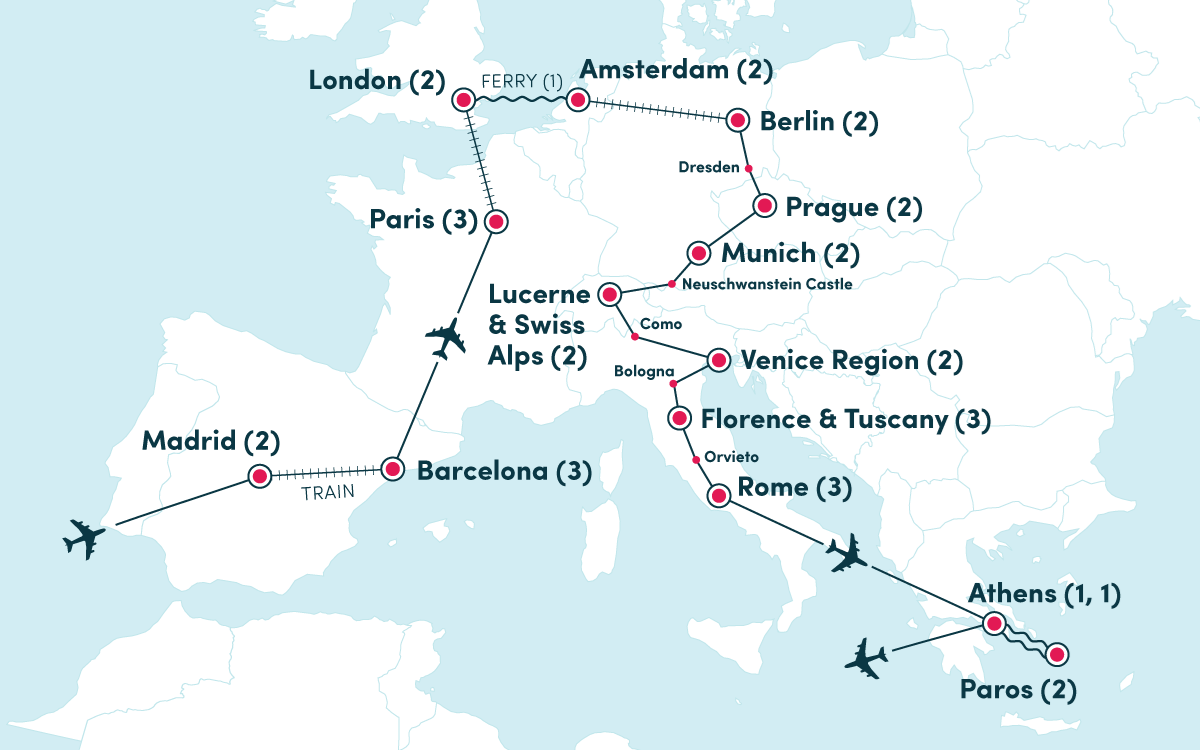 Amsterdam (2)
London (2)
FERRY (1)
Berlin (2)
Dresden
Prague (2)
Paris (3)
Munich (2)
Neuschwanstein Castle
Lucerne
& Swiss
Alps (2)
Como
Venice Region (2)
Bologna
Florence & Tuscany (3)
Madrid (2)
Orvieto
Barcelona (3)
TRAIN
Rome (3)
Athens (1, 1)
Paros (2)